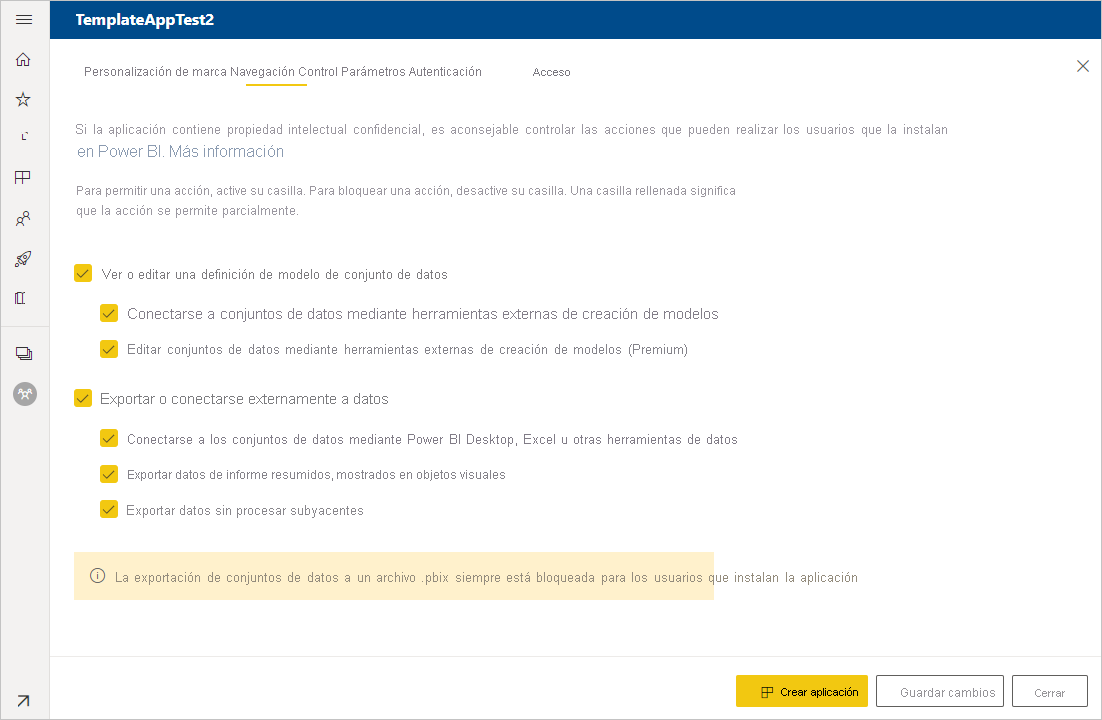 TemplateAppTest2
Personalización de marca Navegación Control Parámetros Autenticación Acceso
Si la aplicación contiene propiedad intelectual confidencial, es aconsejable controlar las acciones que pueden realizar los usuarios que la instalan
en Power BI. Más información
Para permitir una acción, active su casilla. Para bloquear una acción, desactive su casilla. Una casilla rellenada significa
que la acción se permite parcialmente.
Ver o editar una definición de modelo de conjunto de datos
Conectarse a conjuntos de datos mediante herramientas externas de creación de modelos
Editar conjuntos de datos mediante herramientas externas de creación de modelos (Premium)
Exportar o conectarse externamente a datos
Conectarse a los conjuntos de datos mediante Power BI Desktop, Excel u otras herramientas de datos
Exportar datos de informe resumidos, mostrados en objetos visuales
Exportar datos sin procesar subyacentes
La exportación de conjuntos de datos a un archivo .pbix siempre está bloqueada para los usuarios que instalan la aplicación
Crear aplicación Guardar cambios Cerrar